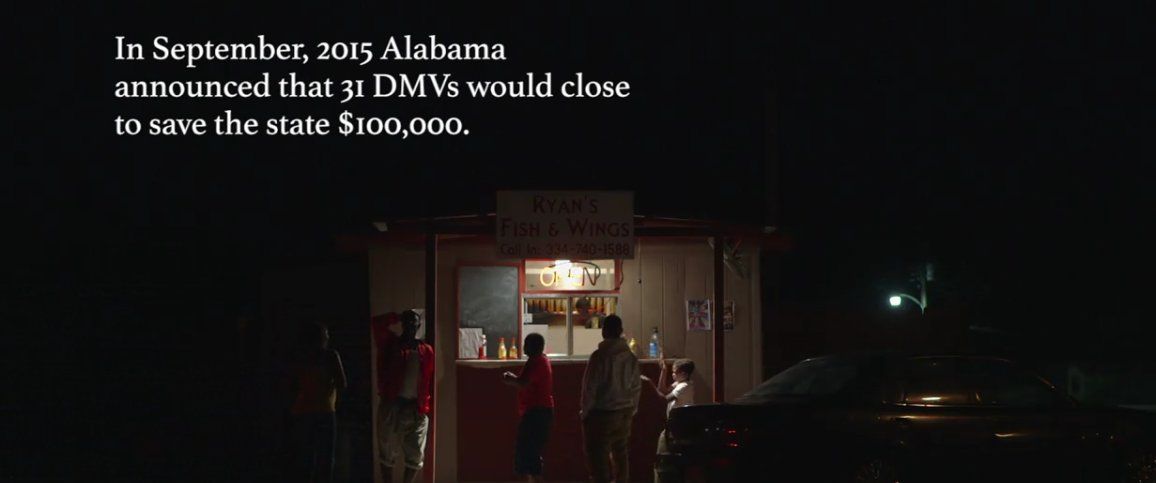 In September, 2015 Alabama
announced that 31 DMVs would close
to save the state $100,000.
RYAN'S
FISH & WINGS
Call In: 334-740-1588
OPEN